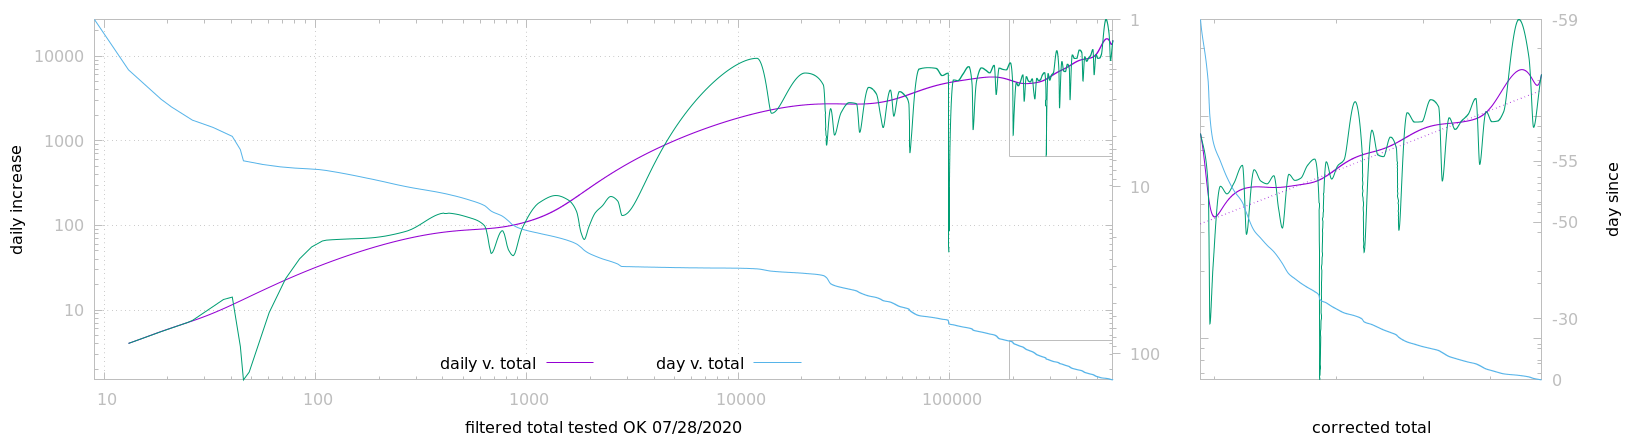 10000
1000
100
10
daily increase
10
100
1000
10000
100000
filtered total tested OK 07/28/2020
daily v. total
day v. total
1
10
100
-59
-55
-50
-30
0
day since
corrected total